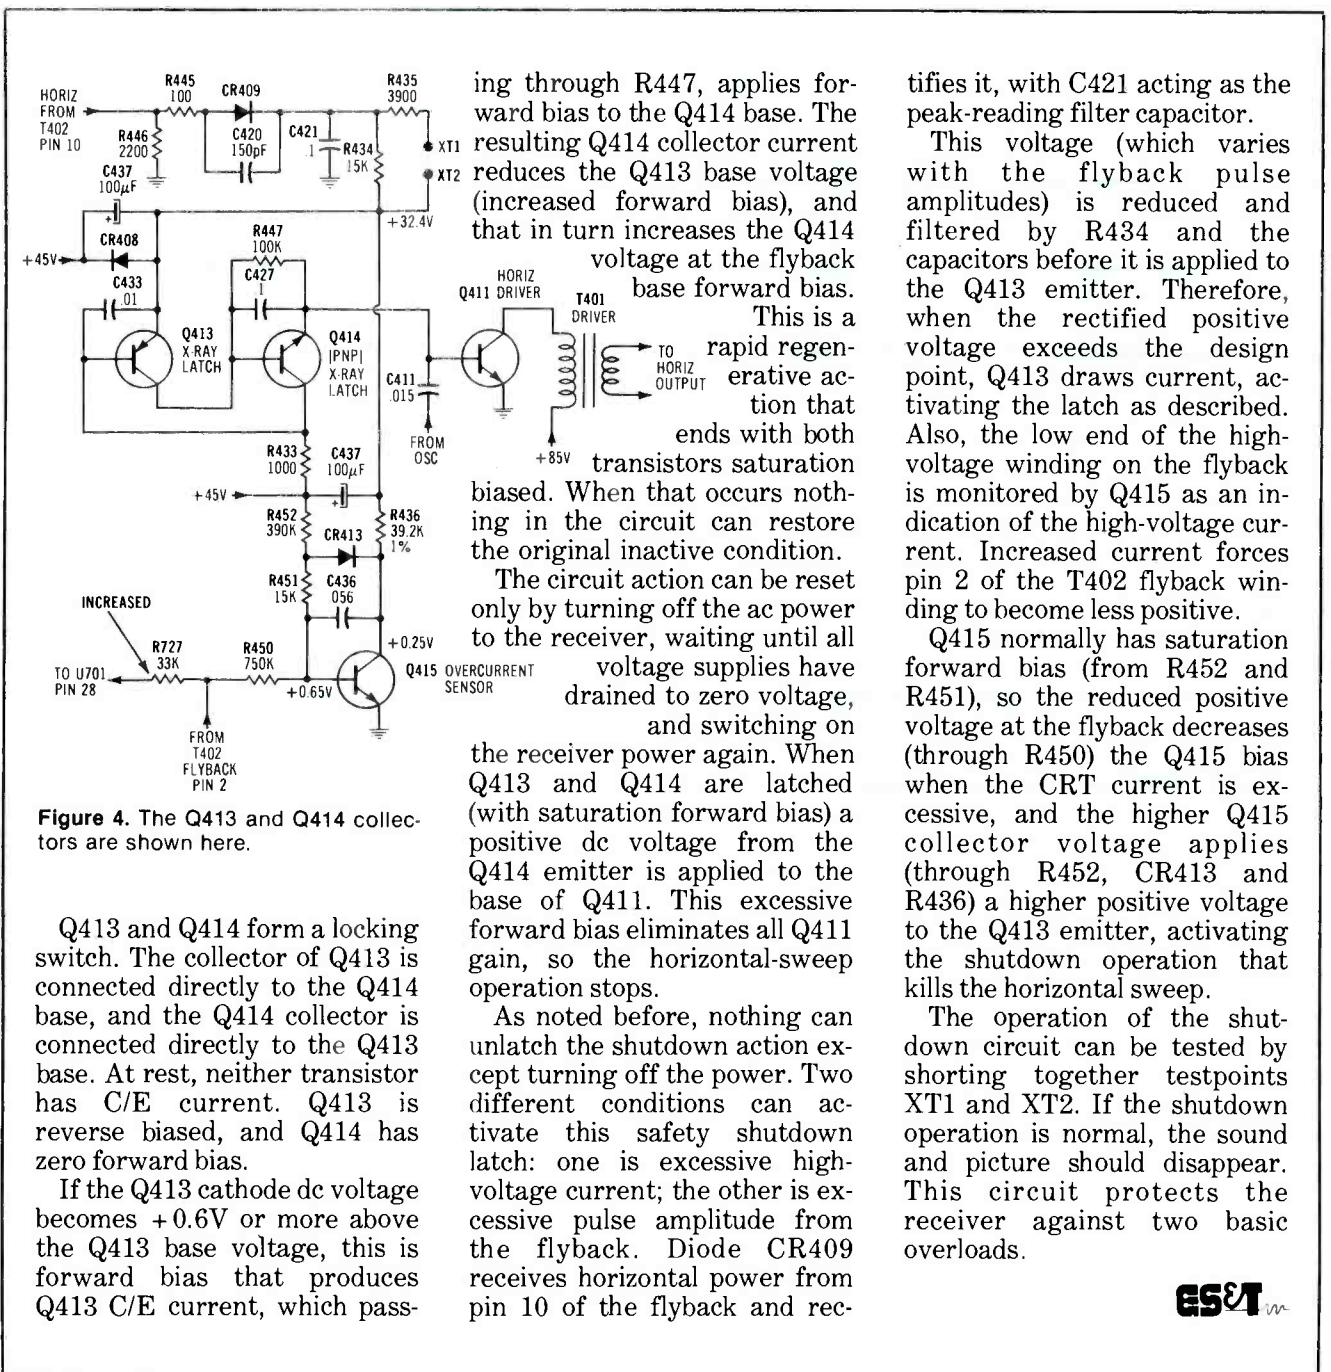 HORIZ
FROM
T402
PIN 10
R445
100
CR409
R435
3900
R446
2200
C420
150pF
C421
.1
R434
15K
XT1
XT2
C437
100µF
+
+32.4V
R447
100K
+45V
CR408
C427
1
C433
.01
Q413
X-RAY
LATCH
Q414
|PNP|
X-RAY
LATCH
HORIZ
Q411 DRIVER
T401
DRIVER
TO
HORIZ
OUTPUT
C411
.015
FROM
OSC
+85V
R433
1000
C437
100µF
+45V
+
R452
390K
CR413
R436
39.2K
1%
R451
15K
C436
056
INCREASED
+0.25V
R727
33K
R450
750K
TO U701
PIN 28
+0.65V
Q415 OVERCURRENT
SENSOR
FROM
T402
FLYBACK
PIN 2
Figure 4. The Q413 and Q414 collec-
tors are shown here.
Q413 and Q414 form a locking
switch. The collector of Q413 is
connected directly to the Q414
base, and the Q414 collector is
connected directly to the Q413
base. At rest, neither transistor
has C/E current. Q413 is
reverse biased, and Q414 has
zero forward bias.
If the Q413 cathode dc voltage
becomes +0.6V or more above
the Q413 base voltage, this is
forward bias that produces
Q413 C/E current, which pass-
ing through R447, applies for-
ward bias to the Q414 base. The
resulting Q414 collector current
reduces the Q413 base voltage
(increased forward bias), and
that in turn increases the Q414
voltage at the flyback
base forward bias.
This is a
rapid regen-
erative ac-
tion that
ends with both
transistors saturation
biased. When that occurs noth-
ing in the circuit can restore
the original inactive condition.
The circuit action can be reset
only by turning off the ac power
to the receiver, waiting until all
voltage supplies have
drained to zero voltage,
and switching on
the receiver power again. When
Q413 and Q414 are latched
(with saturation forward bias) a
positive dc voltage from the
Q414 emitter is applied to the
base of Q411. This excessive
forward bias eliminates all Q411
gain, so the horizontal-sweep
operation stops.
As noted before, nothing can
unlatch the shutdown action ex-
cept turning off the power. Two
different conditions can ac-
tivate this safety shutdown
latch: one is excessive high-
voltage current; the other is ex-
cessive pulse amplitude from
the flyback. Diode CR409
receives horizontal power from
pin 10 of the flyback and rec-
tifies it, with C421 acting as the
peak-reading filter capacitor.
This voltage (which varies
with the flyback pulse
amplitudes) is reduced and
filtered by R434 and the
capacitors before it is applied to
the Q413 emitter. Therefore,
when the rectified positive
voltage exceeds the design
point, Q413 draws current, ac-
tivating the latch as described.
Also, the low end of the high-
voltage winding on the flyback
is monitored by Q415 as an in-
dication of the high-voltage cur-
rent. Increased current forces
pin 2 of the T402 flyback win-
ding to become less positive.
Q415 normally has saturation
forward bias (from R452 and
R451), so the reduced positive
voltage at the flyback decreases
(through R450) the Q415 bias
when the CRT current is ex-
cessive, and the higher Q415
collector voltage applies
(through R452, CR413 and
R436) a higher positive voltage
to the Q413 emitter, activating
the shutdown operation that
kills the horizontal sweep.
The operation of the shut-
down circuit can be tested by
shorting together testpoints
XT1 and XT2. If the shutdown
operation is normal, the sound
and picture should disappear.
This circuit protects the
receiver against two basic
overloads.
ES&T